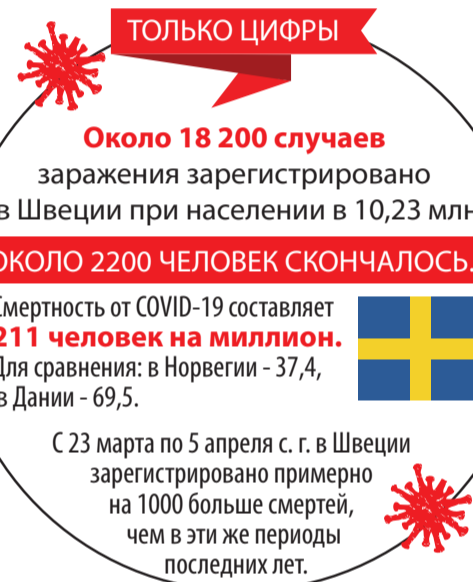 ТОЛЬКО ЦИФРЫ
Около 18 200 случаев
заражения зарегистрировано
в Швеции при населении в 10,23 млн
ОКОЛО 2200 ЧЕЛОВЕК СКОНЧАЛОСЬ.
Смертность от COVID-19 составляет
211 человек на миллион.
Для сравнения: в Норвегии - 37,4,
в Дании - 69,5.
С 23 марта по 5 апреля с. г. в Швеции
зарегистрировано примерно
на 1000 больше смертей,
чем в эти же периоды
последних лет.